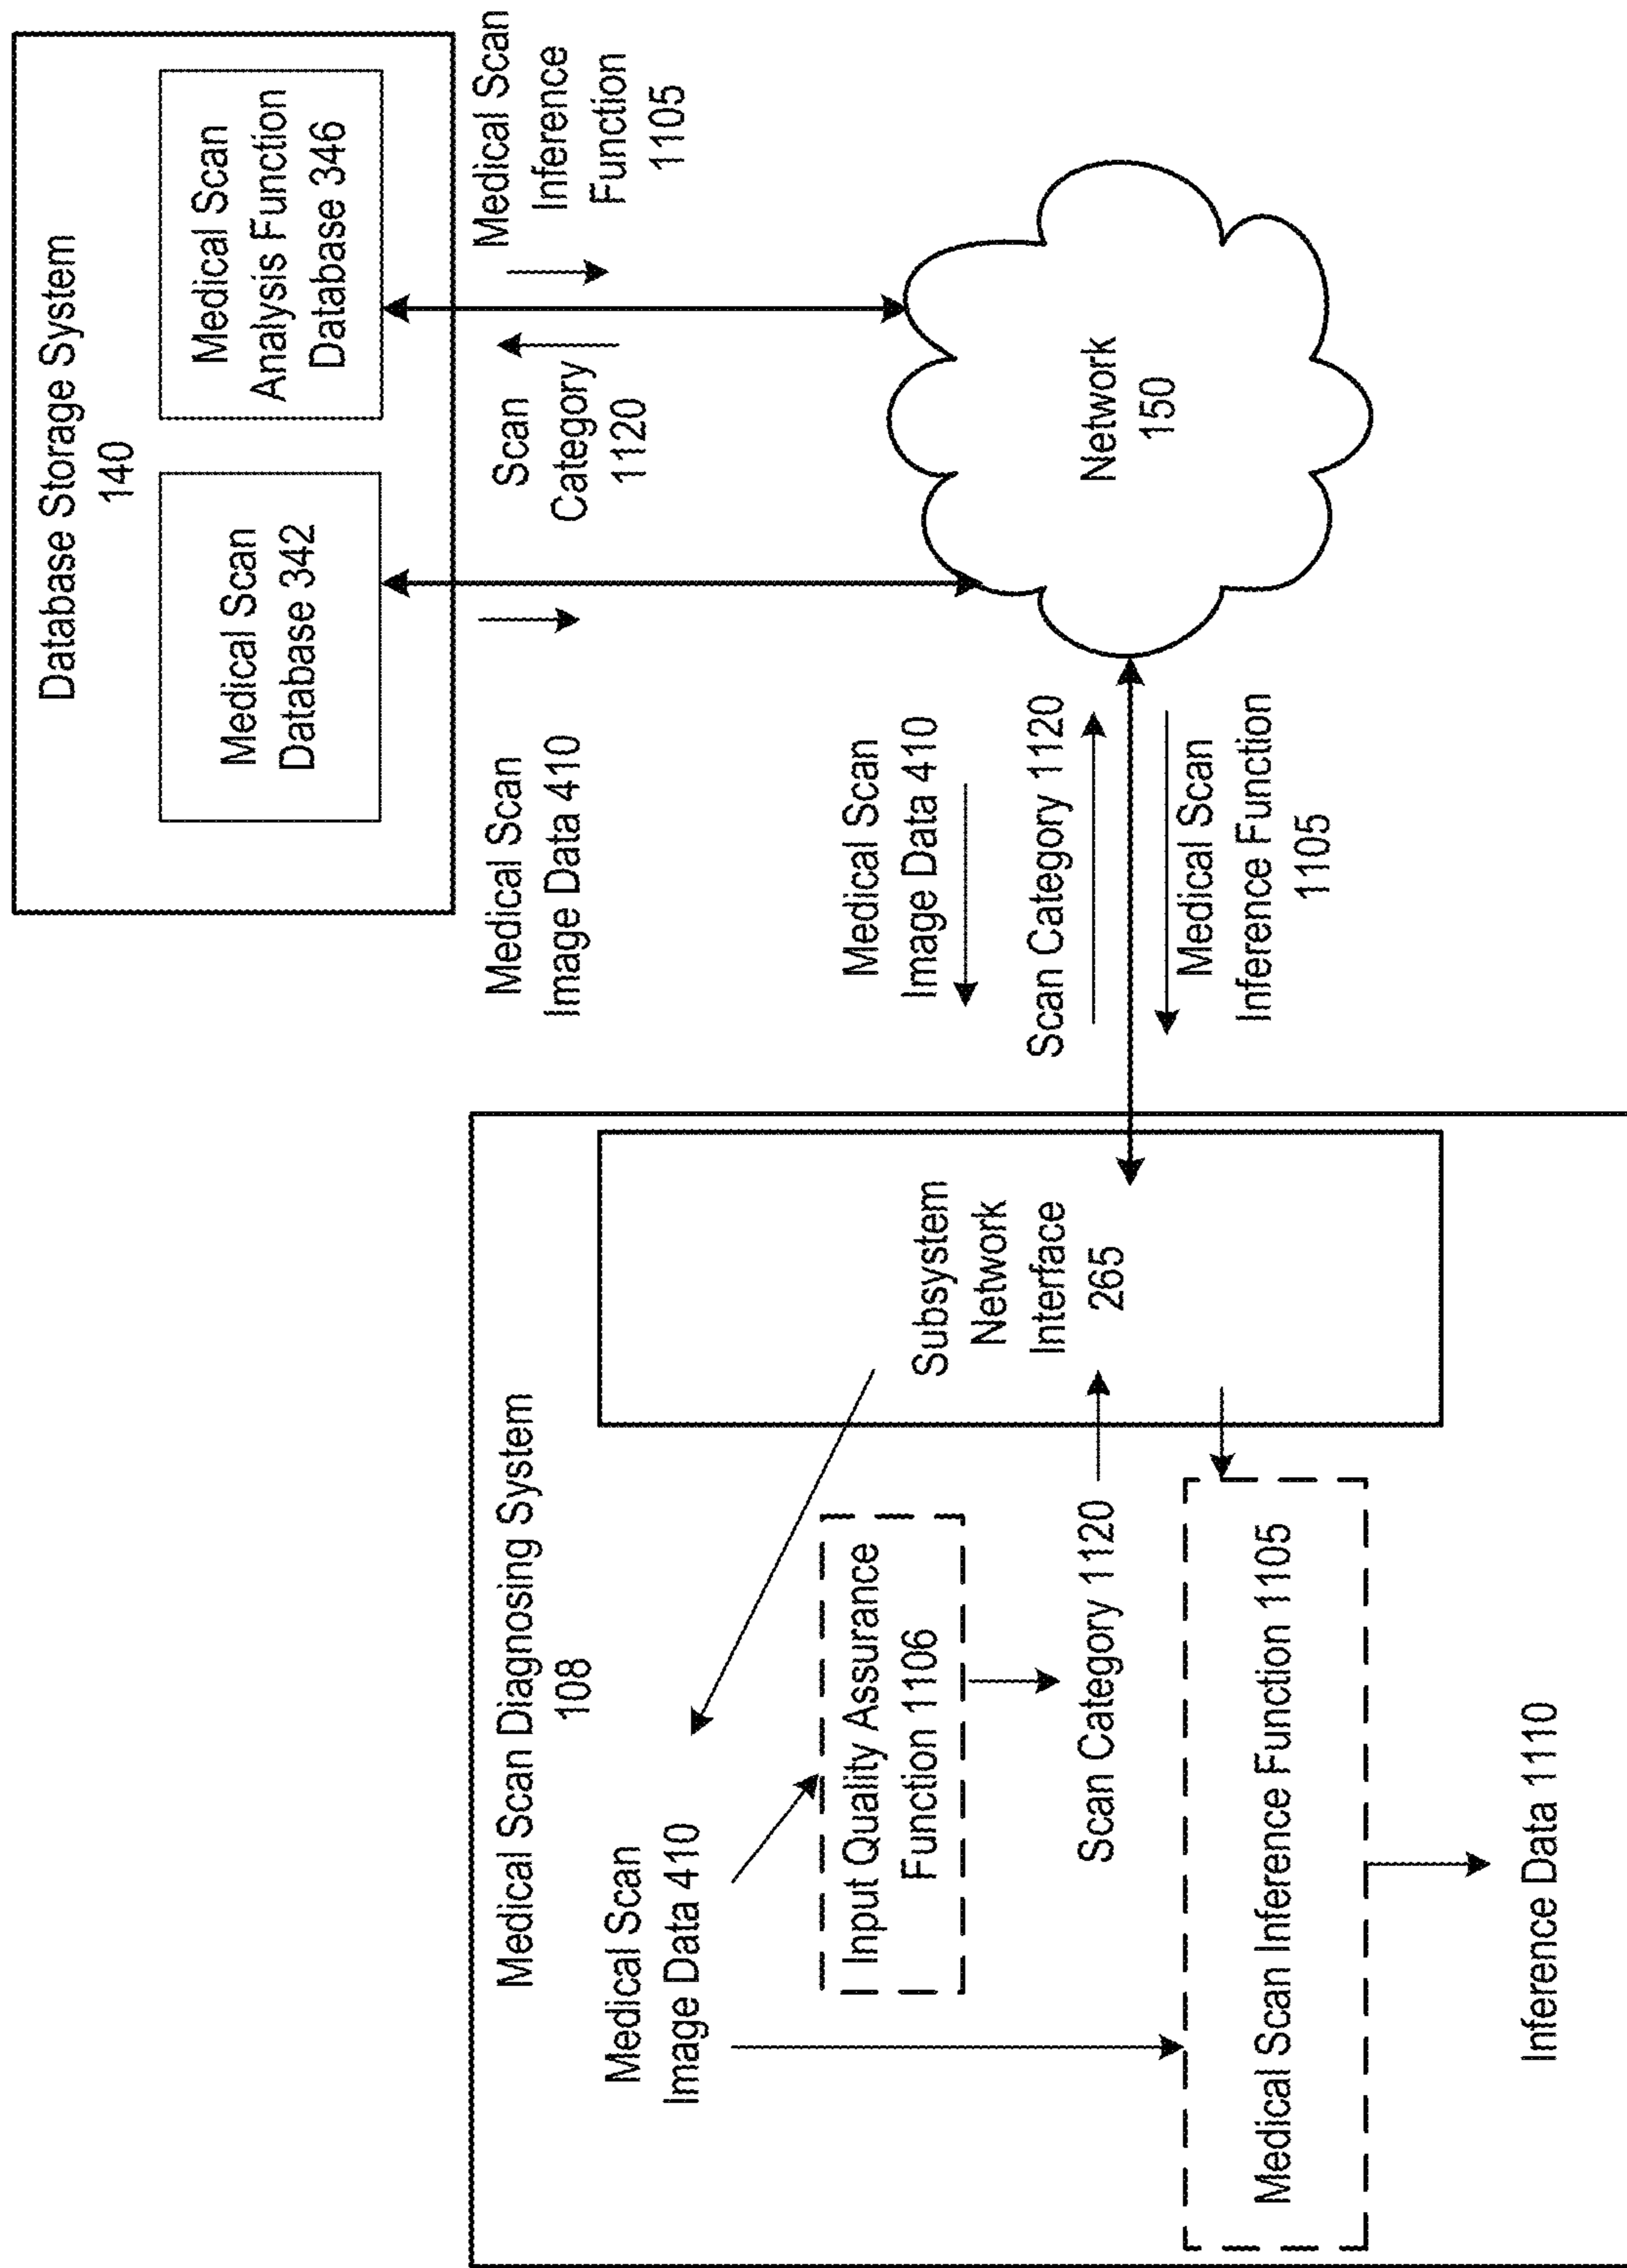 Database Storage System
140
Medical Scan
Database 342
Medical Scan
Analysis Function
Database 346
Medical Scan
Image Data 410
Scan
Category
1120
Medical Scan
Inference
Function
1105
Network
150
Medical Scan
Image Data 410
Scan Category 1120
Medical Scan
Inference Function
1105
Medical Scan Diagnosing System
108
Subsystem
Network
Interface
265
Medical Scan
Image Data 410
Input Quality Assurance
Function 1106
Scan Category 1120
Medical Scan Inference Function 1105
Inference Data 1110